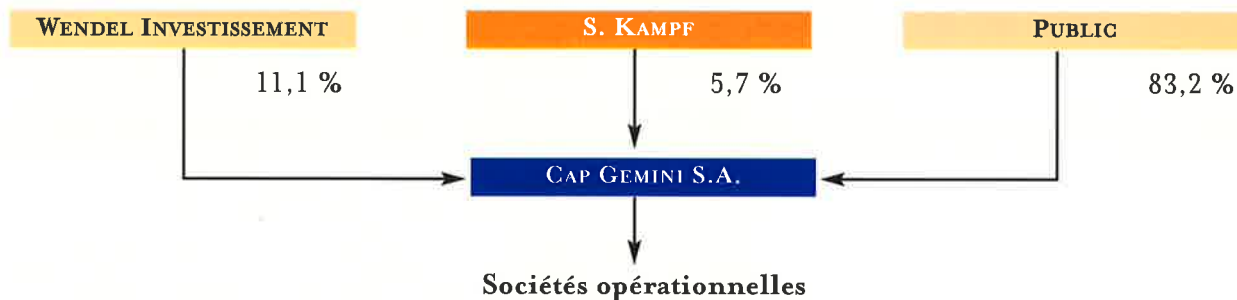 WENDEL INVESTISSEMENT
S. KAMPF
PUBLIC
11,1 %
5,7 %
83,2 %
CAP GEMINI S.A.
Sociétés opérationnelles